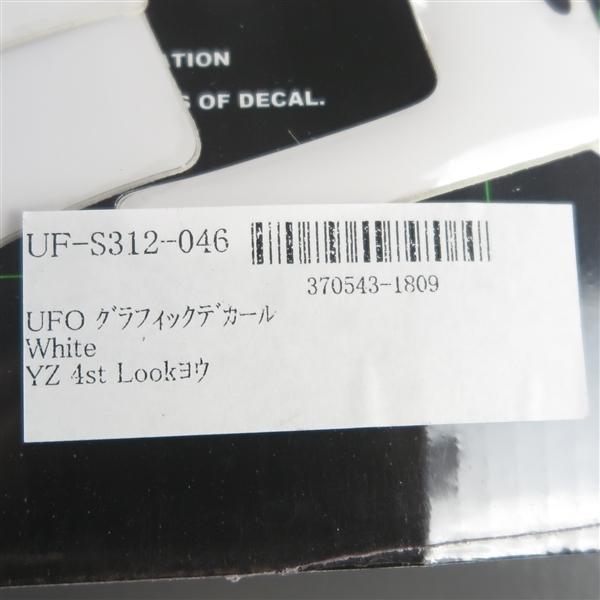 OF DECAL.
UF-S312-046
370543-1809
UFO ｸﾞﾗﾌｨｯｸﾃﾞｶｰﾙ
White
YZ 4st Lookﾖｳ